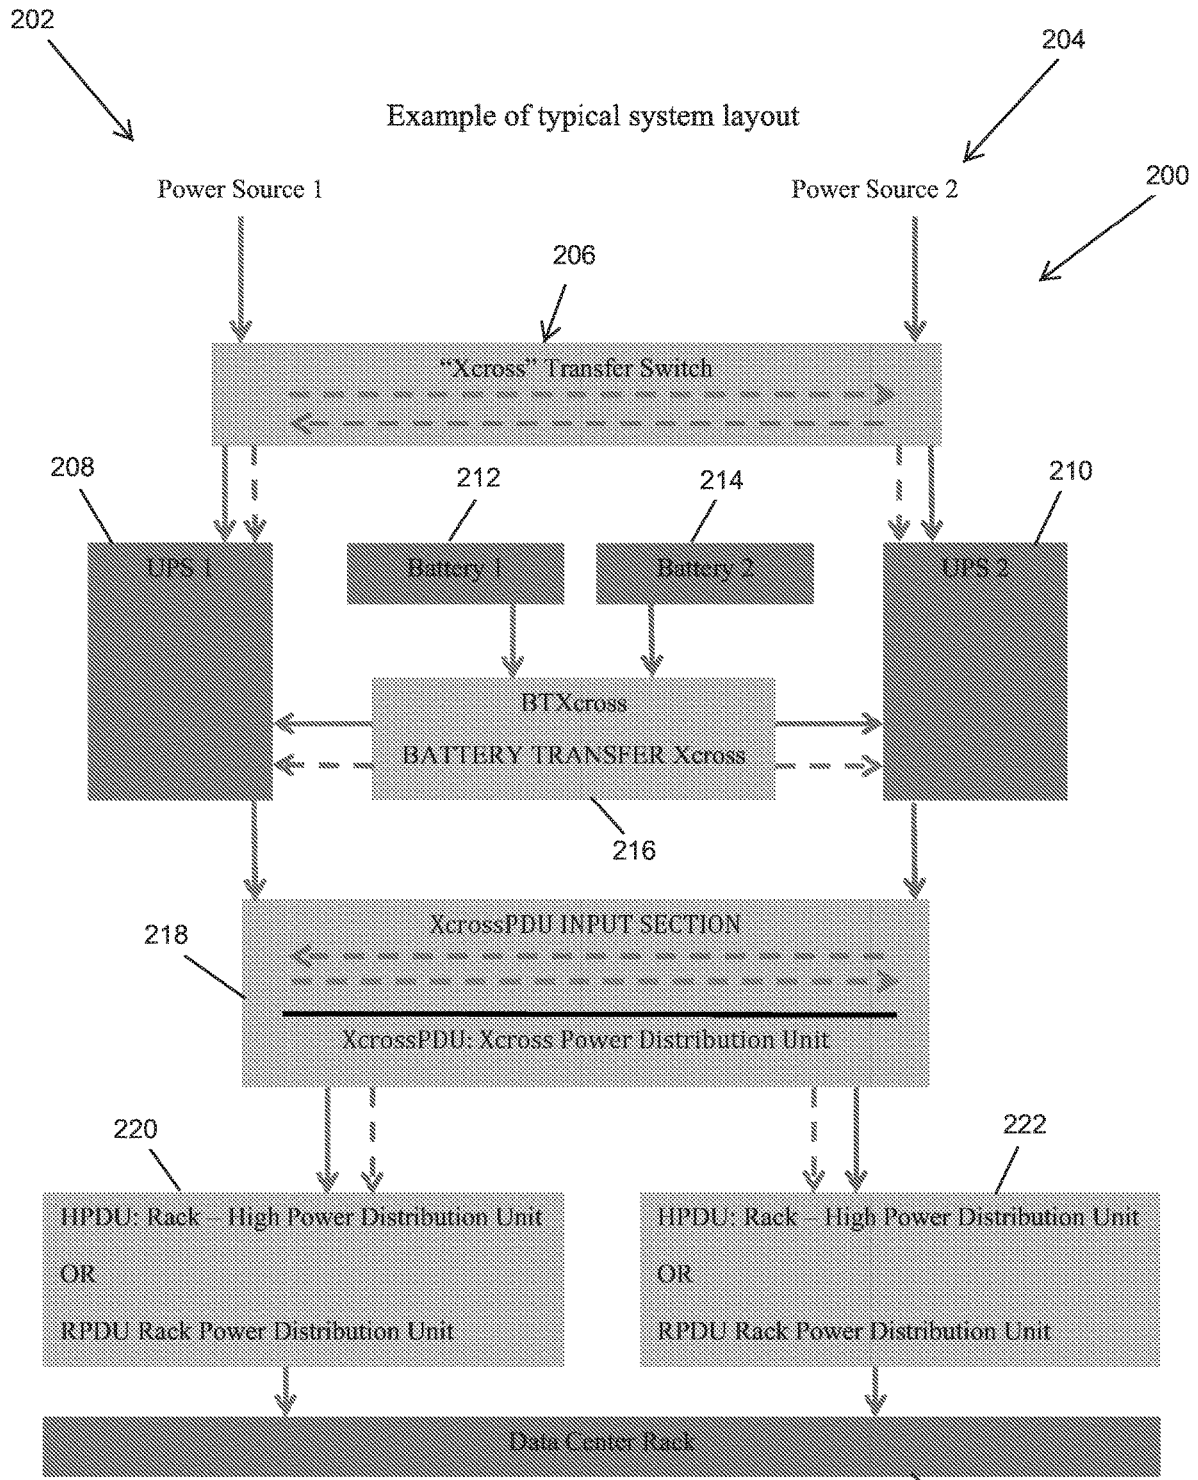 202
204
Example of typical system layout
Power Source 1
Power Source 2
200
206
“Xcross” Transfer Switch
208
212
214
210
UPS 1
Battery 1
Battery 2
UPS 2
BTXcross
BATTERY TRANSFER Xcross
216
XcrossPDU INPUT SECTION
218
XcrossPDU: Xcross Power Distribution Unit
220
222
HPDU: Rack – High Power Distribution Unit
OR
RPDU Rack Power Distribution Unit
HPDU: Rack – High Power Distribution Unit
OR
RPDU Rack Power Distribution Unit
Data Center Rack